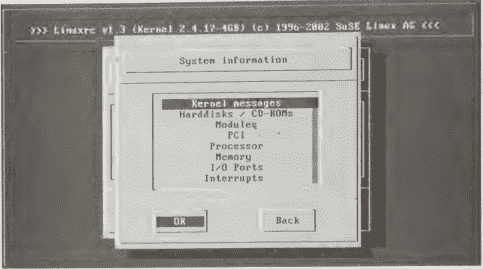 >>> Linuxrc v1.3 (Kernel 2.4.17-4GB) (c) 1996-2002 SuSE Linux AG <<<
System information
Kernel messages
Harddisks / CD-ROMs
Modules
PCI
Processor
Memory
I/O Ports
Interrupts
OK
Back